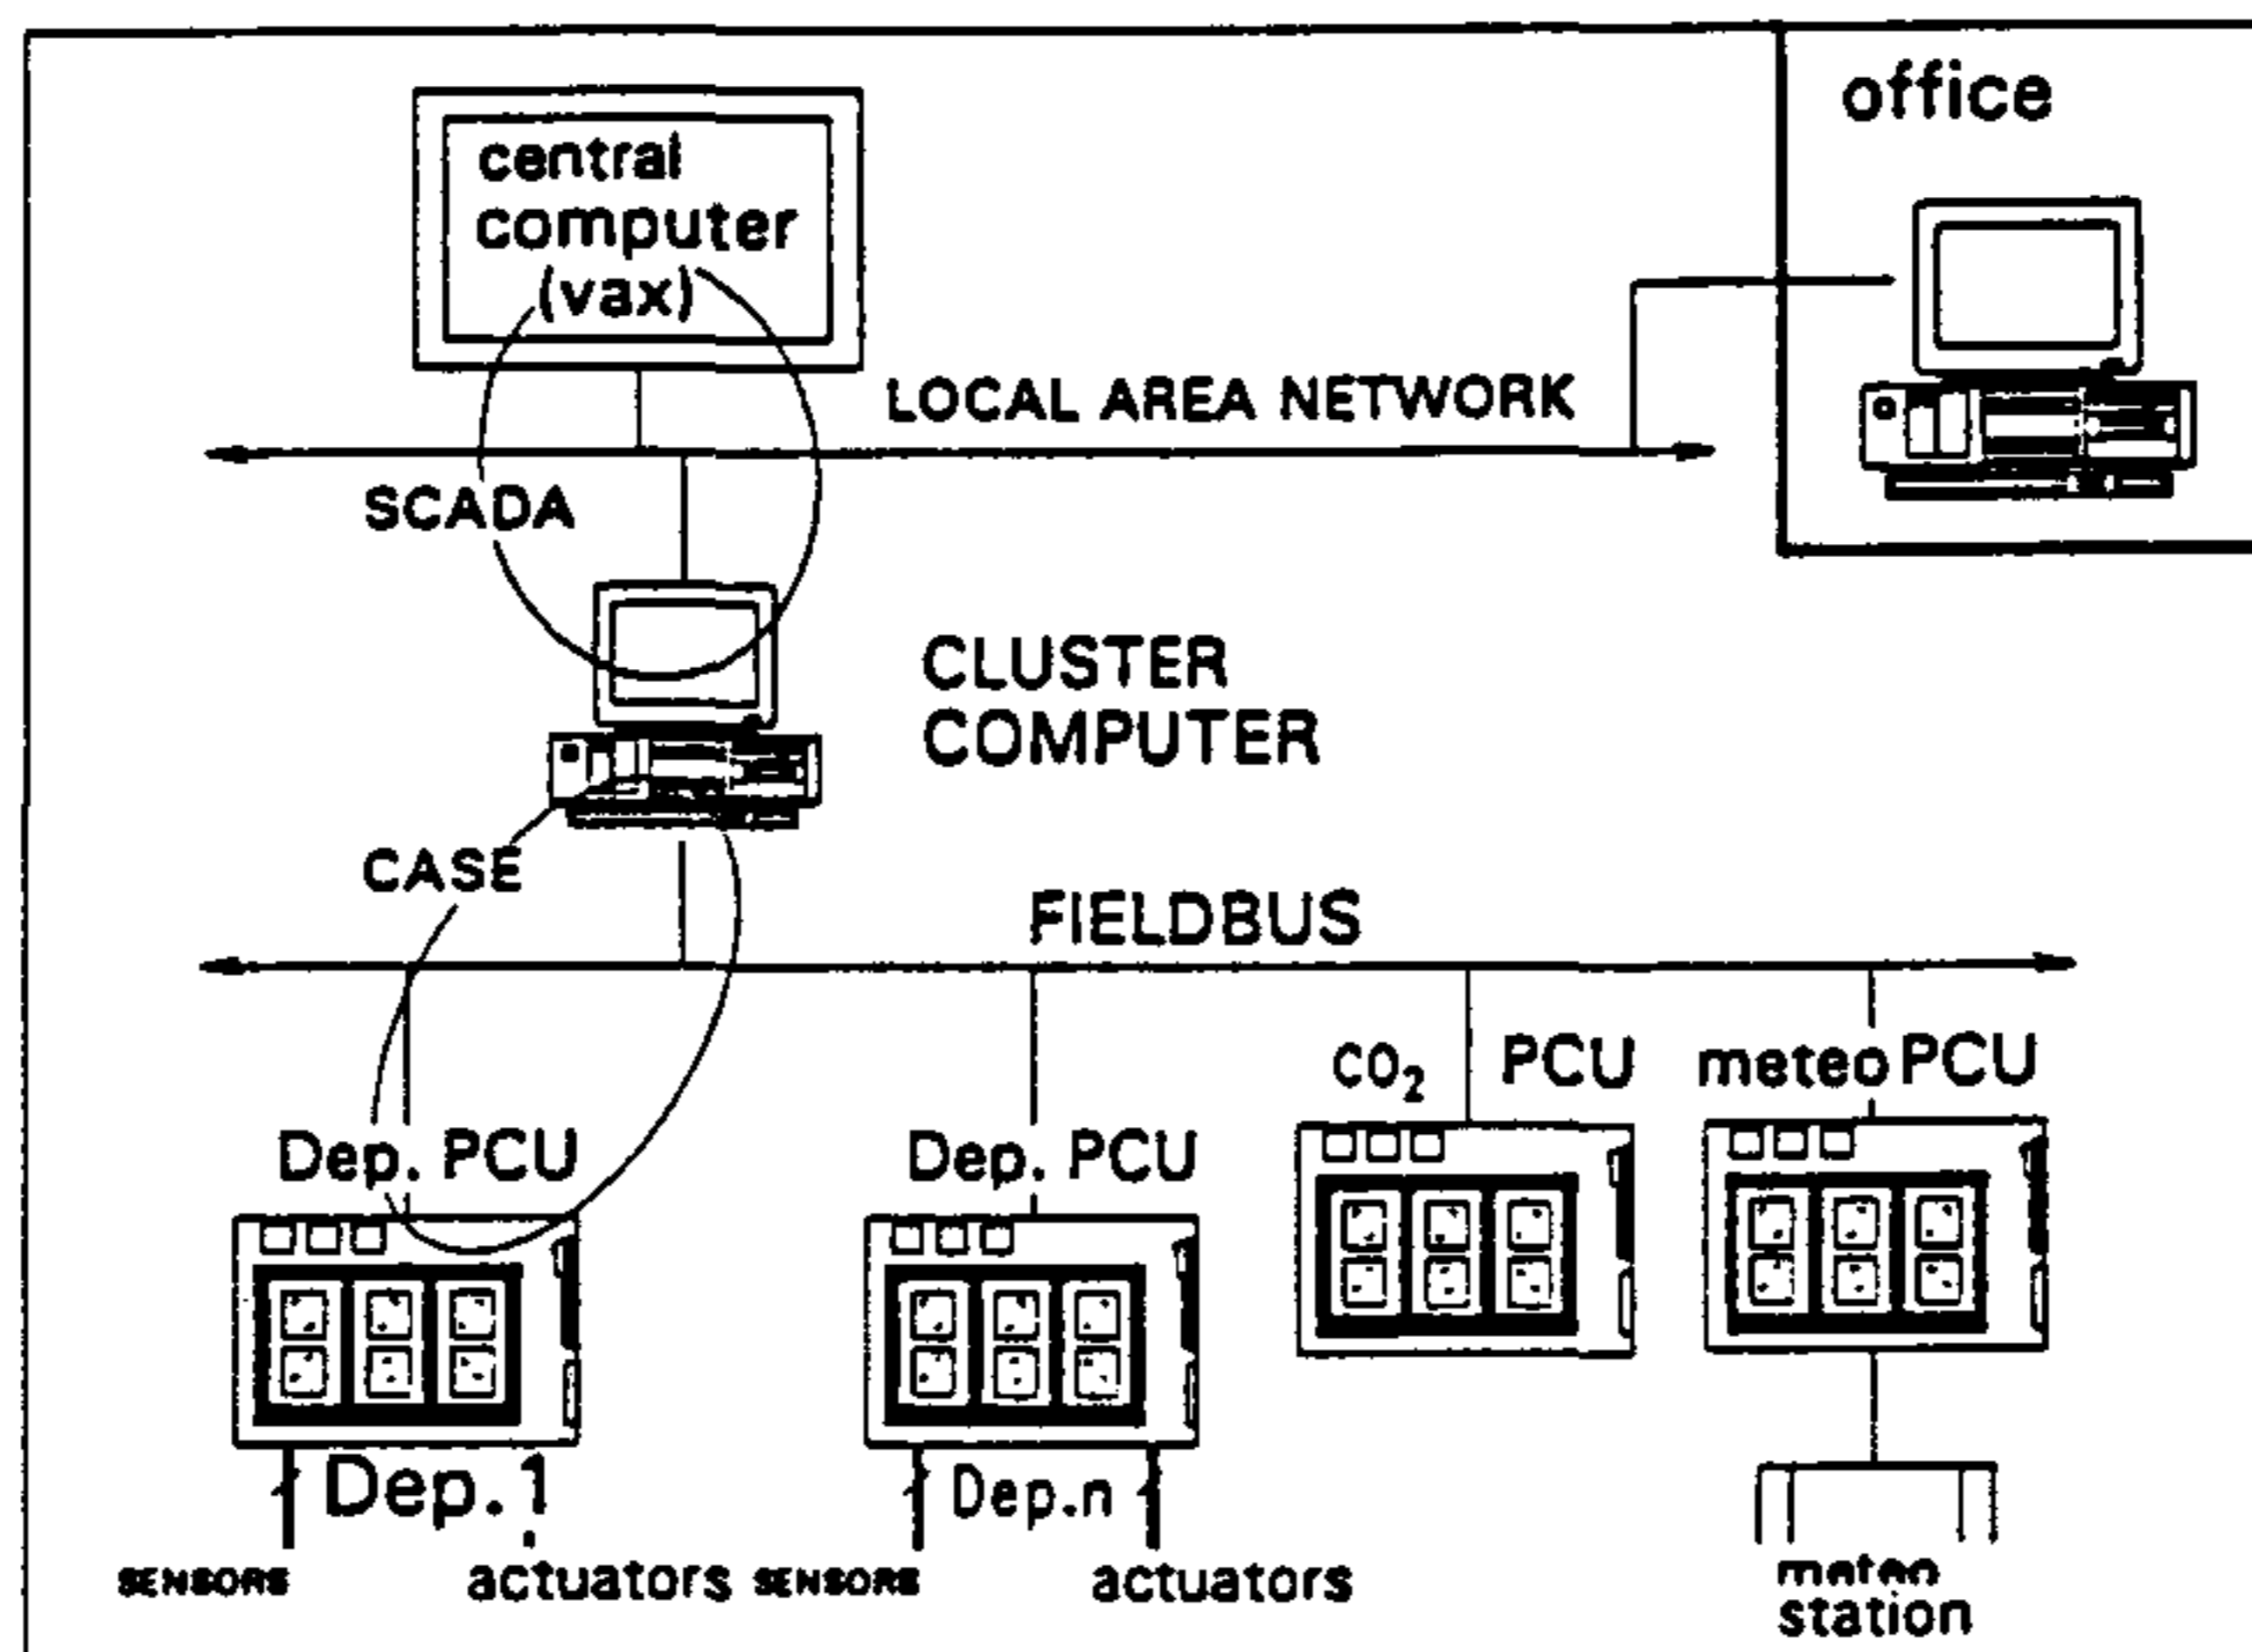 office
central
computer
(vax)
LOCAL AREA NETWORK
SCADA
CLUSTER
COMPUTER
CASE
FIELDBUS
CO₂ PCU
meteo PCU
Dep. PCU
Dep. PCU
Dep.1
Dep.n
SENSORS
actuators
SENSORS
actuators
meteo
station